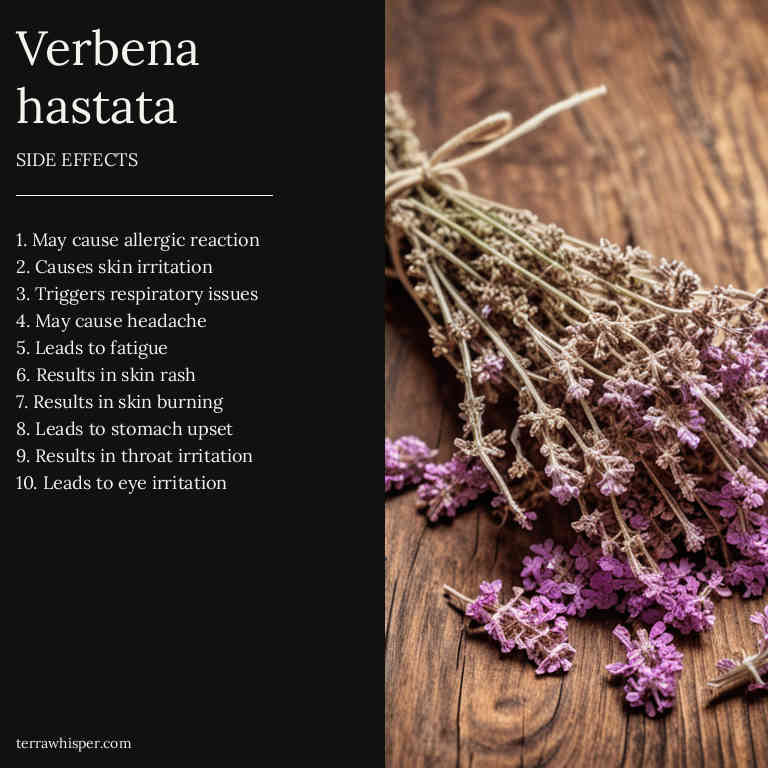 Verbena
hastata
SIDE EFFECTS
1. May cause allergic reaction
2. Causes skin irritation
3. Triggers respiratory issues
4. May cause headache
5. Leads to fatigue
6. Results in skin rash
7. Results in skin burning
8. Leads to stomach upset
9. Results in throat irritation
10. Leads to eye irritation
terrawhisper.com